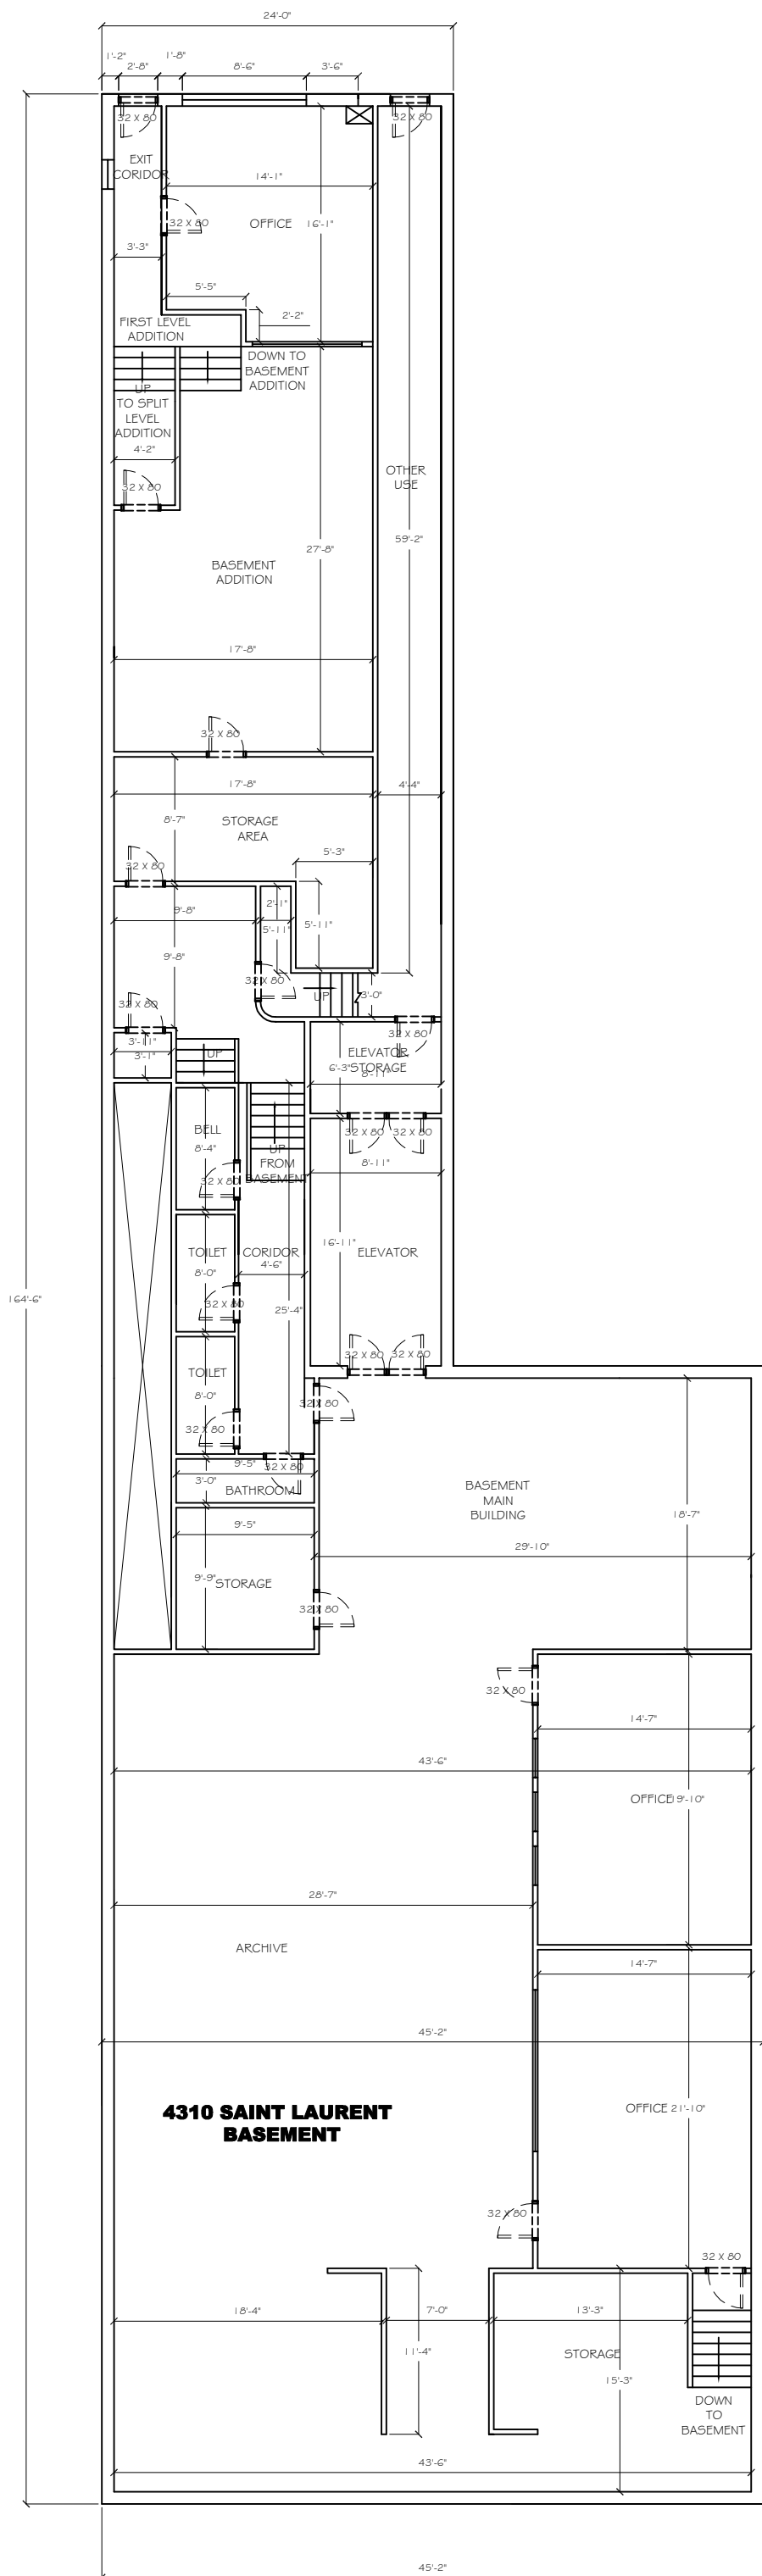 24'-0"
1'-2"
2'-8"
1'-8"
8'-6"
3'-6"
32 X 80
32 X 80
EXIT
CORIDOR
14'-1"
32 X 80
OFFICE
16'-1"
3'-3"
5'-5"
2'-2"
FIRST LEVEL
ADDITION
DOWN TO
BASEMENT
ADDITION
UP
TO SPLIT
LEVEL
ADDITION
4'-2"
OTHER
USE
32 X 80
59'-2"
27'-8"
BASEMENT
ADDITION
17'-8"
32 X 80
17'-8"
4'-4"
8'-7"
STORAGE
AREA
5'-3"
32 X 80
2'-1"
9'-8"
5'-11"
5'-11"
9'-8"
32 X 80
UP
3'-0"
32 X 80
32 X 80
3'-11"
3'-1"
UP
ELEVATOR
STORAGE
6'-3"
8'-11"
BELL
32 X 80
32 X 80
8'-4"
UP
FROM
BASEMENT
8'-11"
32 X 80
16'-11"
TOILET
CORIDOR
ELEVATOR
4'-6"
8'-0"
164'-6"
32 X 80
25'-4"
32 X 80
32 X 80
TOILET
8'-0"
32 X 80
32 X 80
9'-5"
32 X 80
3'-0"
BATHROOM
BASEMENT
MAIN
BUILDING
18'-7"
9'-5"
29'-10"
9'-9"
STORAGE
32 X 80
32 X 80
14'-7"
43'-6"
OFFICE
19'-10"
28'-7"
ARCHIVE
14'-7"
45'-2"
4310 SAINT LAURENT
BASEMENT
OFFICE
21'-10"
32 X 80
32 X 80
18'-4"
7'-0"
13'-3"
11'-4"
STORAGE
15'-3"
DOWN
TO
BASEMENT
43'-6"
45'-2"